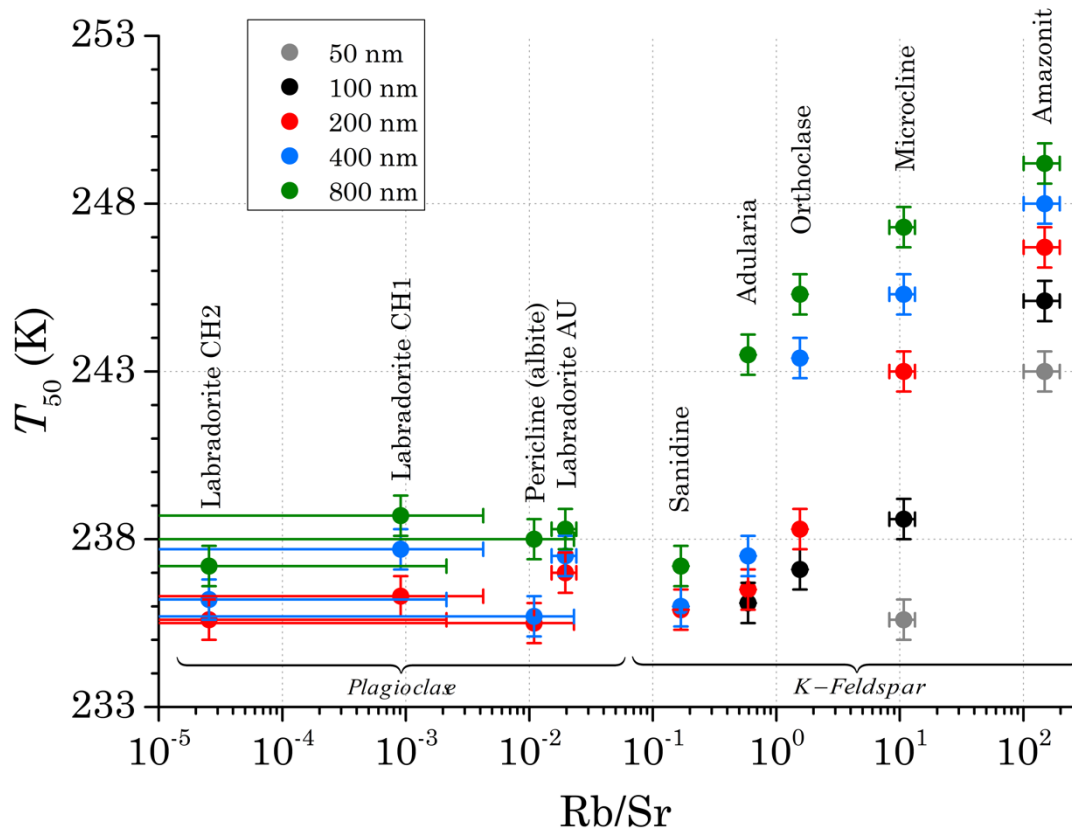 253
248
243
238
233
T50 (K)
50 nm
100 nm
200 nm
400 nm
800 nm
Labradorite CH2
Labradorite CH1
Pericline (albite)
Labradorite AU
Sanidine
Adularia
Orthoclase
Microcline
Amazonit
Plagioclase
K-Feldspar
10-5
10-4
10-3
10-2
10-1
100
101
102
Rb/Sr